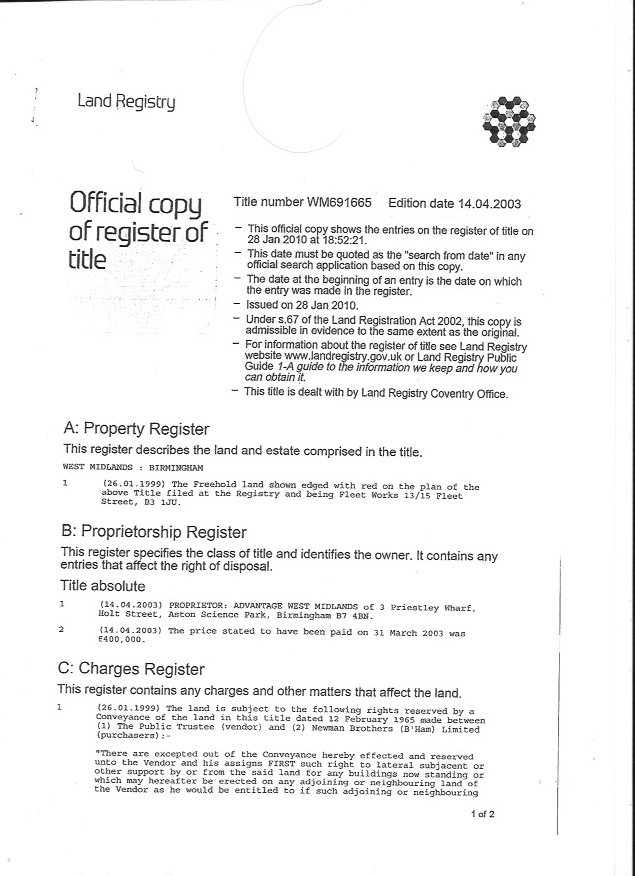 Land Registry
Official copy
of register of
title
Title number WM691665 Edition date 14.04.2003
– This official copy shows the entries on the register of title on
28 Jan 2010 at 18:52:21.
– This date must be quoted as the "search from date" in any
official search application based on this copy.
– The date at the beginning of an entry is the date on which
the entry was made in the register.
– Issued on 28 Jan 2010.
– Under s.67 of the Land Registration Act 2002, this copy is
admissible in evidence to the same extent as the original.
– For information about the register of title see Land Registry
website www.landregistry.gov.uk or Land Registry Public
Guide 1-A guide to the information we keep and how you
can obtain it.
– This title is dealt with by Land Registry Coventry Office.
A: Property Register
This register describes the land and estate comprised in the title.
WEST MIDLANDS : BIRMINGHAM
1 (26.01.1999) The Freehold land shown edged with red on the plan of the
above Title filed at the Registry and being Fleet Works 13/15 Fleet
Street, B3 1JU.
B: Proprietorship Register
This register specifies the class of title and identifies the owner. It contains any
entries that affect the right of disposal.
Title absolute
1 (14.04.2003) PROPRIETOR: ADVANTAGE WEST MIDLANDS of 3 Priestley Wharf,
Holt Street, Aston Science Park, Birmingham B7 4BN.
2 (14.04.2003) The price stated to have been paid on 31 March 2003 was
£400,000.
C: Charges Register
This register contains any charges and other matters that affect the land.
1 (26.01.1999) The land is subject to the following rights reserved by a
Conveyance of the land in this title dated 12 February 1965 made between
(1) The Public Trustee (vendor) and (2) Newman Brothers (B'Ham) Limited
(purchasers):-
"There are excepted out of the Conveyance hereby effected and reserved
unto the Vendor and his assigns FIRST such right to lateral subjacent or
other support by or from the said land for any buildings now standing or
which may hereafter be erected on any adjoining or neighbouring land of
the Vendor as he would be entitled to if such adjoining or neighbouring
1 of 2